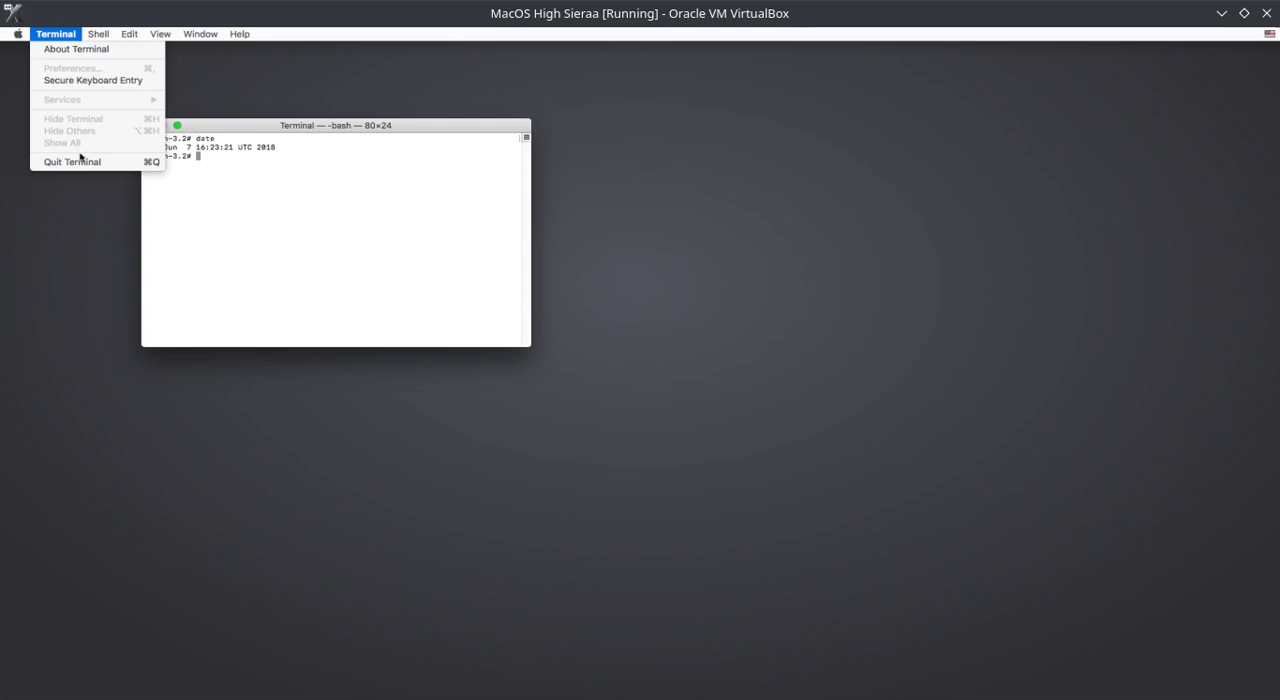 MacOS High Sieraa [Running] - Oracle VM VirtualBox
Terminal Shell Edit View Window Help
About Terminal
Preferences... ⌘,
Secure Keyboard Entry
Services
Hide Terminal ⌘H
Hide Others ⌥⌘H
Show All
Quit Terminal ⌘Q
Terminal — -bash — 80×24
-3.2# date
7 16:23:21 UTC 2018
-3.2#